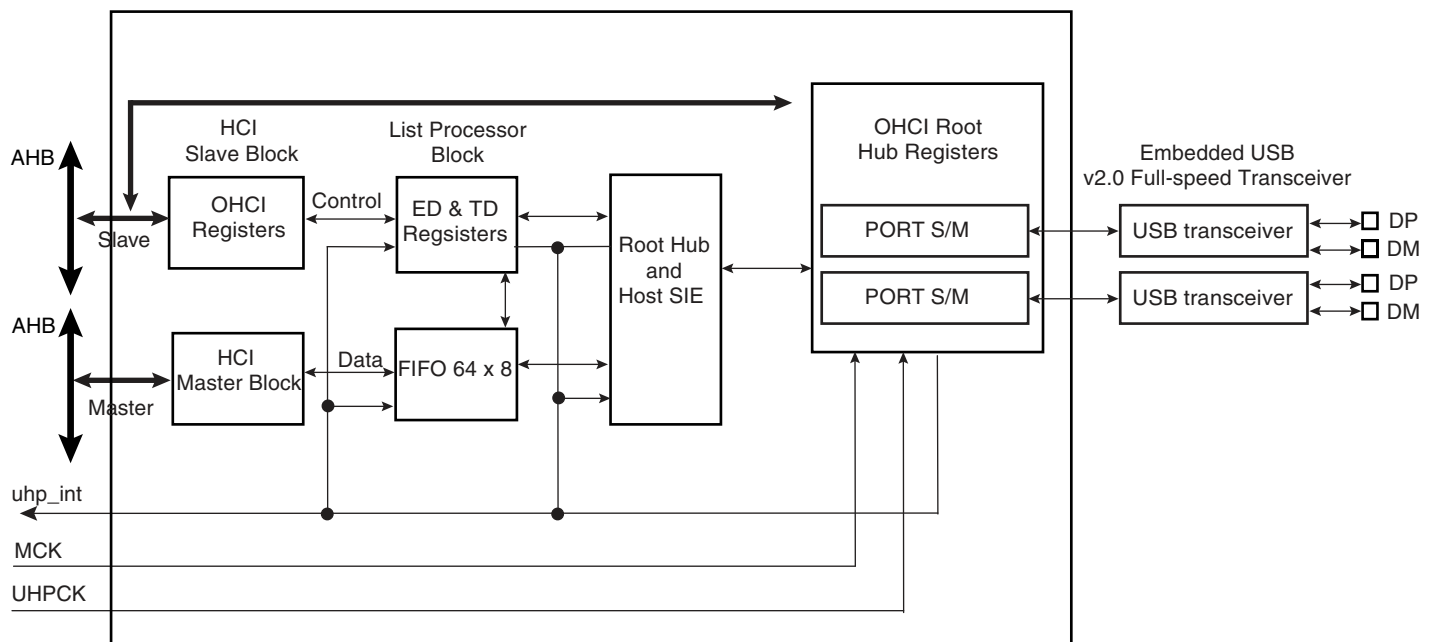 HCI
Slave Block
List Processor
Block
OHCI Root
Hub Registers
Embedded USB
v2.0 Full-speed Transceiver
AHB
Slave
OHCI
Registers
Control
ED & TD
Regsisters
Root Hub
and
Host SIE
PORT S/M
USB transceiver
DP
DM
PORT S/M
USB transceiver
DP
DM
AHB
Master
HCI
Master Block
Data
FIFO 64 x 8
uhp_int
MCK
UHPCK